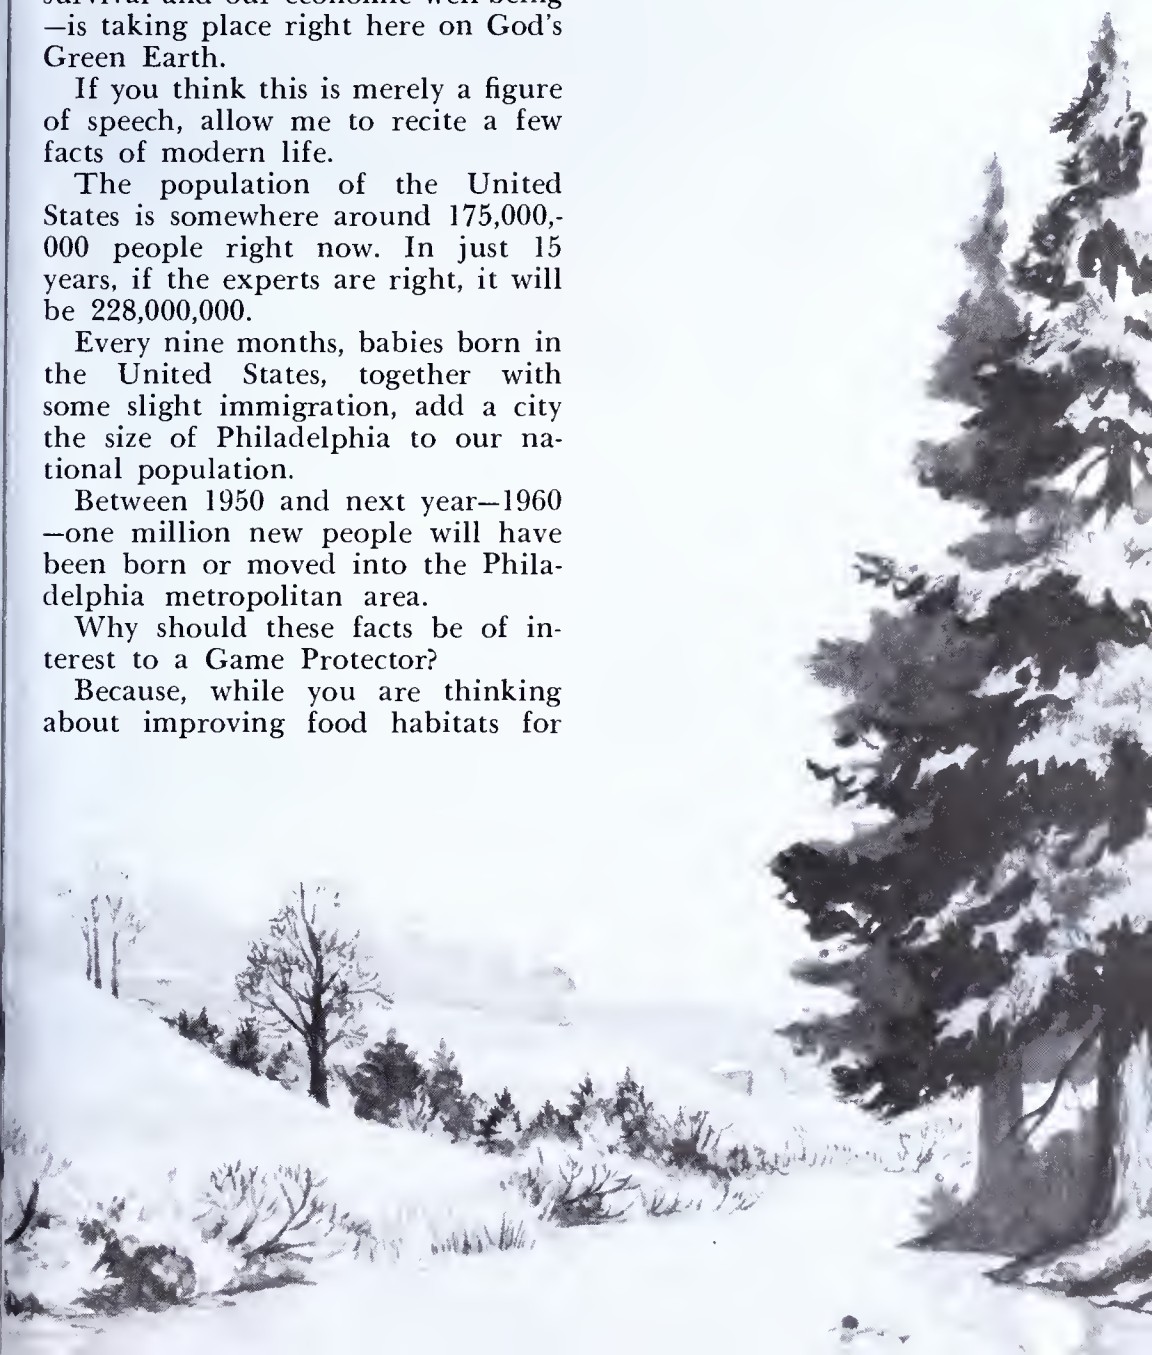 survival and our economic well-being
—is taking place right here on God's
Green Earth.
If you think this is merely a figure
of speech, allow me to recite a few
facts of modern life.
The population of the United
States is somewhere around 175,000,-
000 people right now. In just 15
years, if the experts are right, it will
be 228,000,000.
Every nine months, babies born in
the United States, together with
some slight immigration, add a city
the size of Philadelphia to our na-
tional population.
Between 1950 and next year—1960
—one million new people will have
been born or moved into the Phila-
delphia metropolitan area.
Why should these facts be of in-
terest to a Game Protector?
Because, while you are thinking
about improving food habitats for